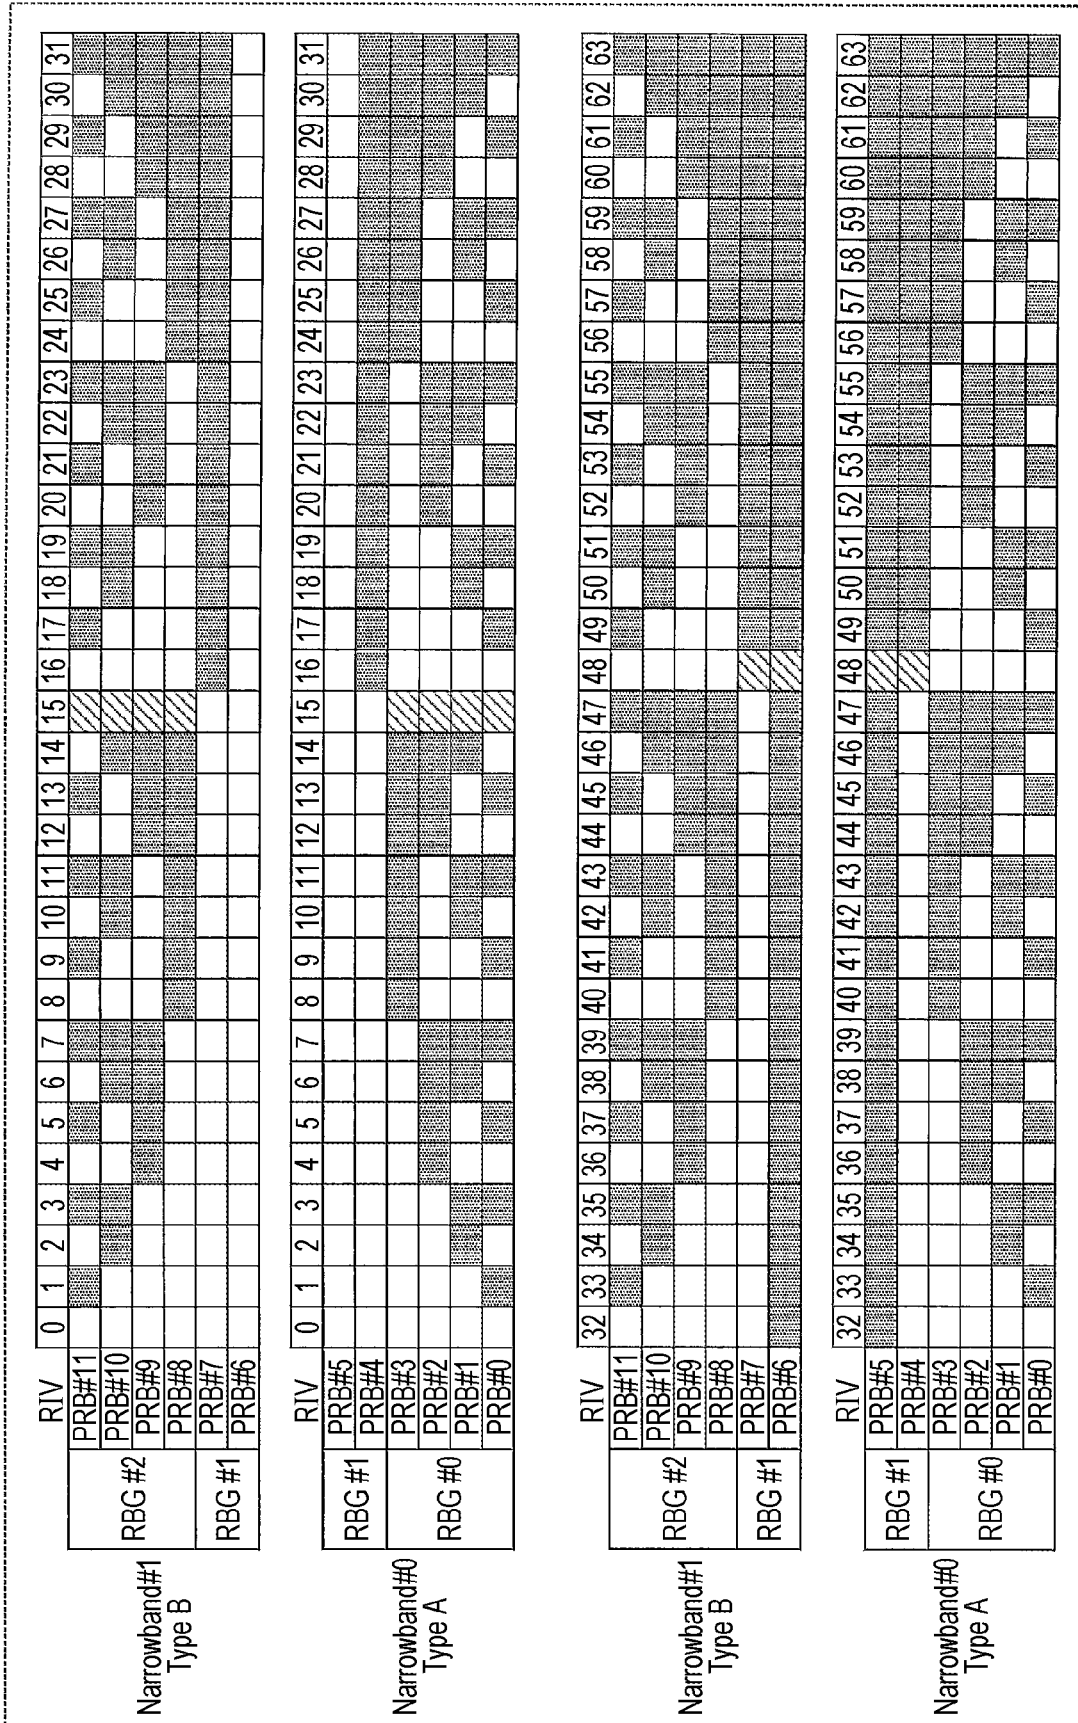 RIV 0 1 2 3 4 5 6 7 8 9 10 11 12 13 14 15 16 17 18 19 20 21 22 23 24 25 26 27 28 29 30 31
Narrowband#1
Type B
RBG #2
PRB#11
PRB#10
PRB#9
PRB#8
RBG #1
PRB#7
PRB#6
RIV 0 1 2 3 4 5 6 7 8 9 10 11 12 13 14 15 16 17 18 19 20 21 22 23 24 25 26 27 28 29 30 31
Narrowband#0
Type A
RBG #1
PRB#5
PRB#4
RBG #0
PRB#3
PRB#2
PRB#1
PRB#0
RIV 32 33 34 35 36 37 38 39 40 41 42 43 44 45 46 47 48 49 50 51 52 53 54 55 56 57 58 59 60 61 62 63
Narrowband#1
Type B
RBG #2
PRB#11
PRB#10
PRB#9
PRB#8
RBG #1
PRB#7
PRB#6
RIV 32 33 34 35 36 37 38 39 40 41 42 43 44 45 46 47 48 49 50 51 52 53 54 55 56 57 58 59 60 61 62 63
Narrowband#0
Type A
RBG #1
PRB#5
PRB#4
RBG #0
PRB#3
PRB#2
PRB#1
PRB#0